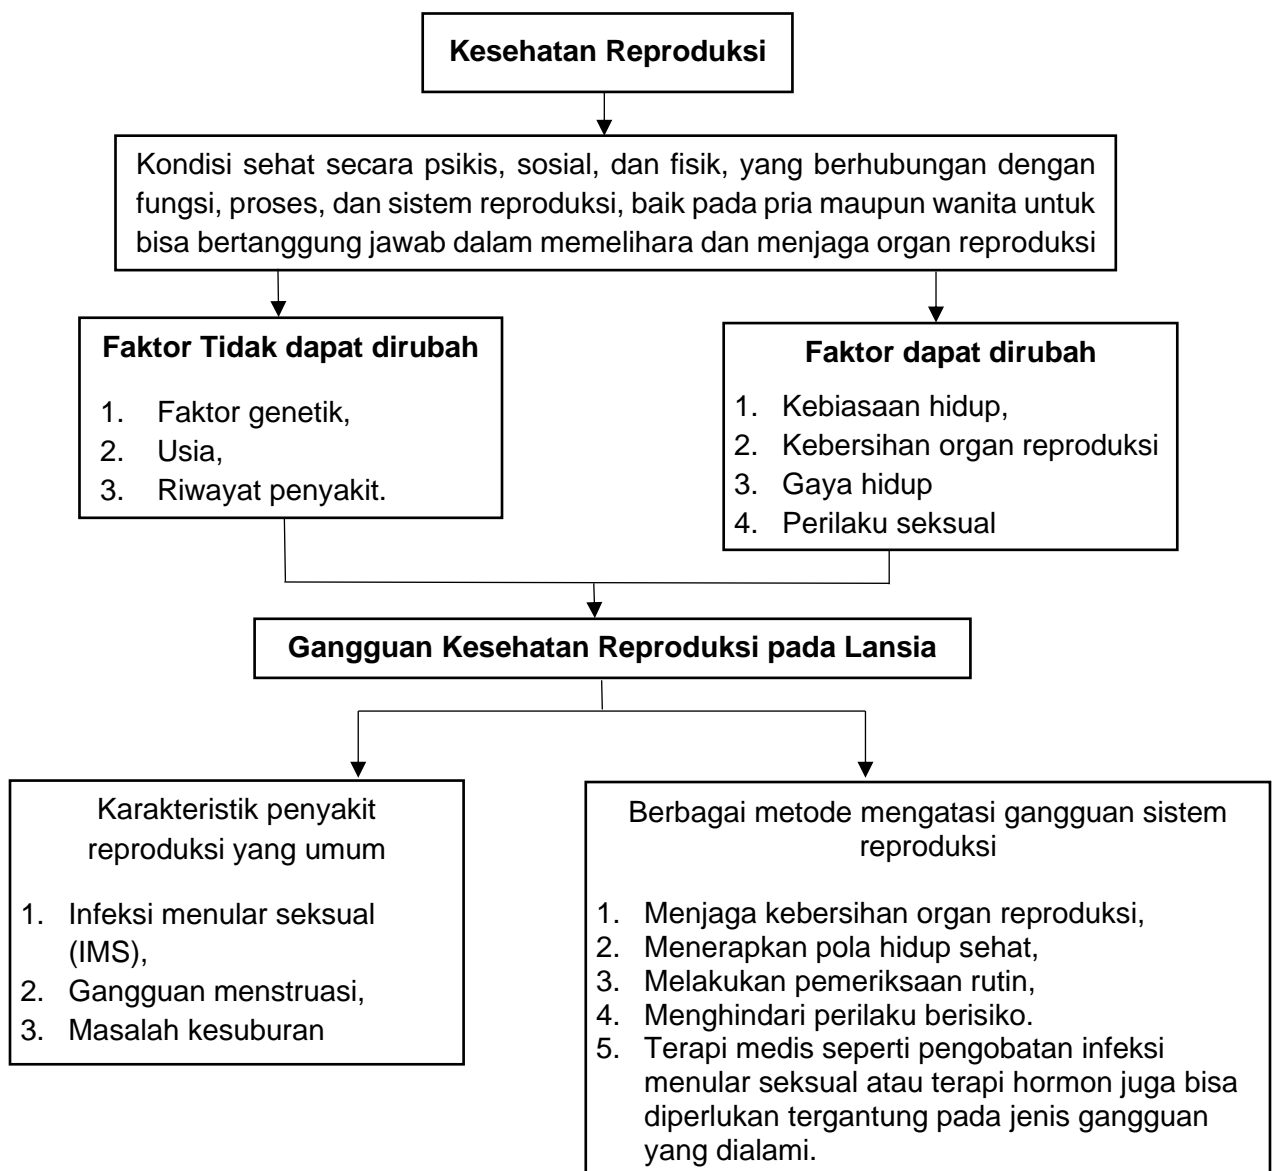 Kesehatan Reproduksi
Kondisi sehat secara psikis, sosial, dan fisik, yang berhubungan dengan
fungsi, proses, dan sistem reproduksi, baik pada pria maupun wanita untuk
bisa bertanggung jawab dalam memelihara dan menjaga organ reproduksi
Faktor Tidak dapat dirubah
1. Faktor genetik,
2. Usia,
3. Riwayat penyakit.
Faktor dapat dirubah
1. Kebiasaan hidup,
2. Kebersihan organ reproduksi
3. Gaya hidup
4. Perilaku seksual
Gangguan Kesehatan Reproduksi pada Lansia
Karakteristik penyakit
reproduksi yang umum
1. Infeksi menular seksual
(IMS),
2. Gangguan menstruasi,
3. Masalah kesuburan
Berbagai metode mengatasi gangguan sistem
reproduksi
1. Menjaga kebersihan organ reproduksi,
2. Menerapkan pola hidup sehat,
3. Melakukan pemeriksaan rutin,
4. Menghindari perilaku berisiko.
5. Terapi medis seperti pengobatan infeksi
menular seksual atau terapi hormon juga bisa
diperlukan tergantung pada jenis gangguan
yang dialami.